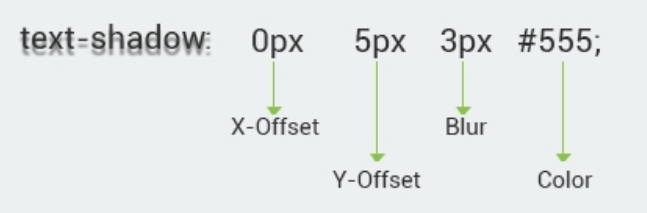 text-shadow: 0px 5px 3px #555;
X-Offset Blur
Y-Offset Color